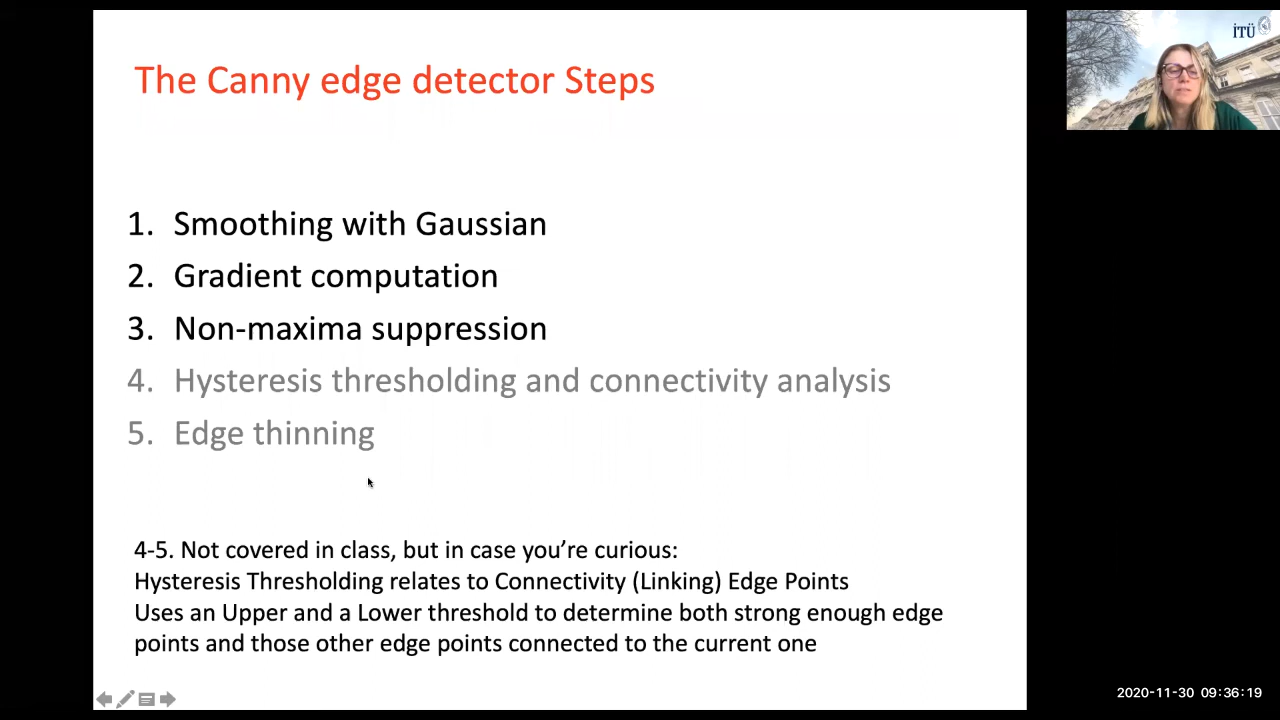 The Canny edge detector Steps
İTÜ
1. Smoothing with Gaussian
2. Gradient computation
3. Non-maxima suppression
4. Hysteresis thresholding and connectivity analysis
5. Edge thinning
4-5. Not covered in class, but in case you’re curious:
Hysteresis Thresholding relates to Connectivity (Linking) Edge Points
Uses an Upper and a Lower threshold to determine both strong enough edge
points and those other edge points connected to the current one
2020-11-30 09:36:19